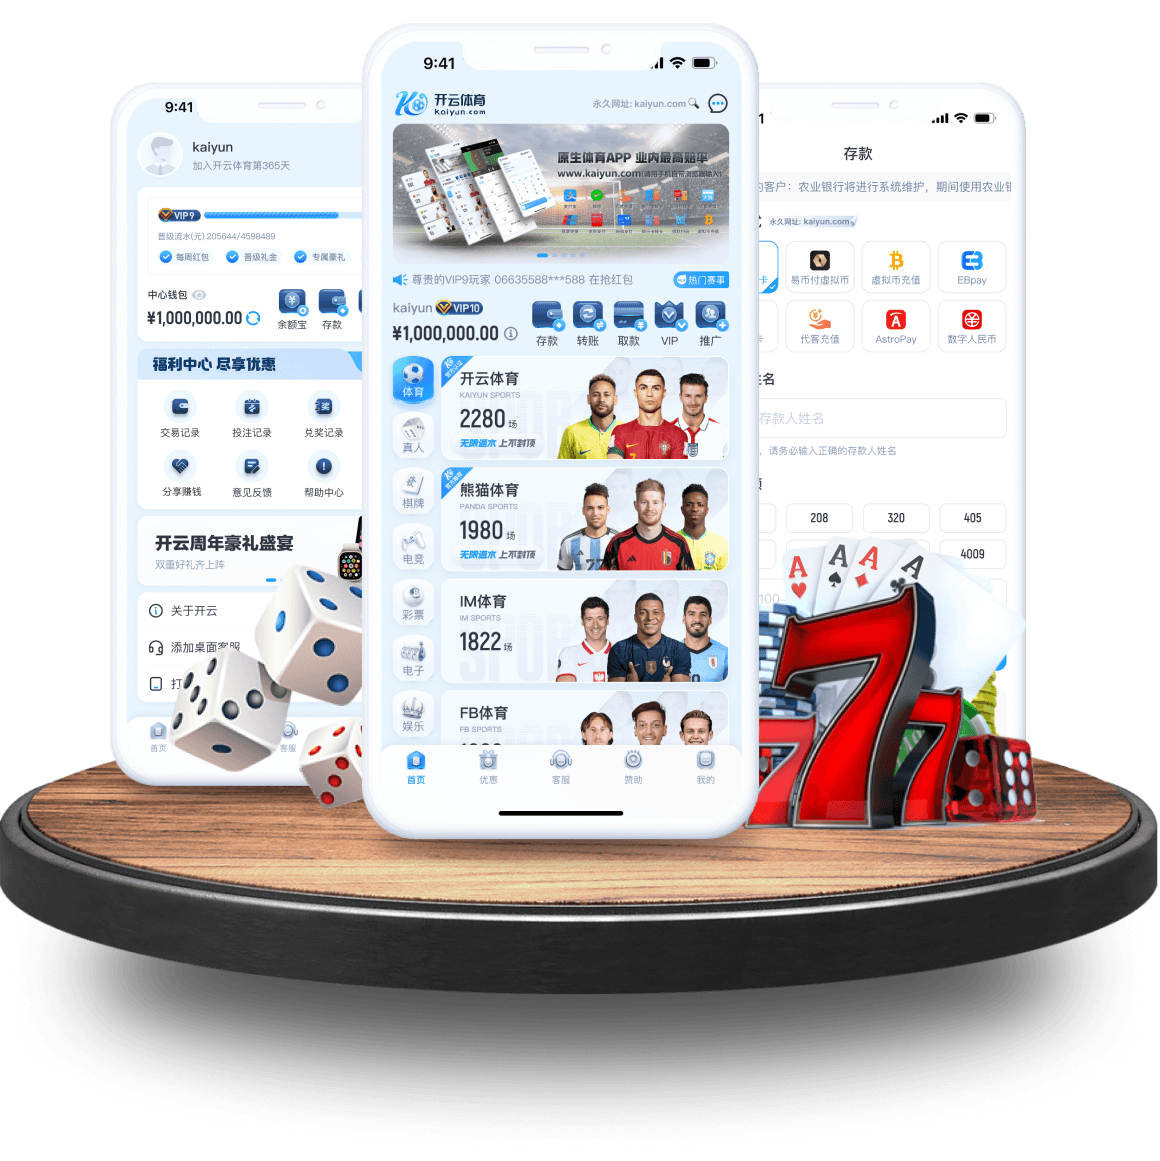 9:41
kaiyun
加入开云体育第365天
VIP9
晋级流水(元) 205644/4598489
每周红包 晋级礼金 专属豪礼
中心钱包
¥1,000,000.00
余额宝 存款
福利中心 尽享优惠
交易记录 投注记录 兑奖记录
分享赚钱 意见反馈 帮助中心
开云周年豪礼盛宴
双重好礼齐上阵
关于开云
添加桌面客服
打
首页 客服
9:41
开云体育
Kaiyun.com
永久网址: kaiyun.com
原生体育APP 业内最高赔率
www.kaiyun.com(请用手机自带浏览器输入)
尊贵的VIP9玩家 06635588***588 在抢红包
热门赛事
kaiyun VIP10
¥1,000,000.00
存款 转账 取款 VIP 推广
体育
真人
棋牌
电竞
彩票
电子
娱乐
开云体育
KAIYUN SPORTS
2280 场
无限返水 上不封顶
熊猫体育
PANDA SPORTS
1980 场
无限返水 上不封顶
IM体育
IM SPORTS
1822 场
FB体育
FB SPORTS
首页 优惠 客服 赞助 我的
存款
的客户：农业银行将进行系统维护，期间使用农业银
永久网址: kaiyun.com
卡 易币付虚拟币 虚拟币充值 EBpay
卡 代客充值 AstroPay 数字人民币
姓名
存款人姓名
，请务必输入正确的存款人姓名
208 320 405
4009
100-
A A A A
777